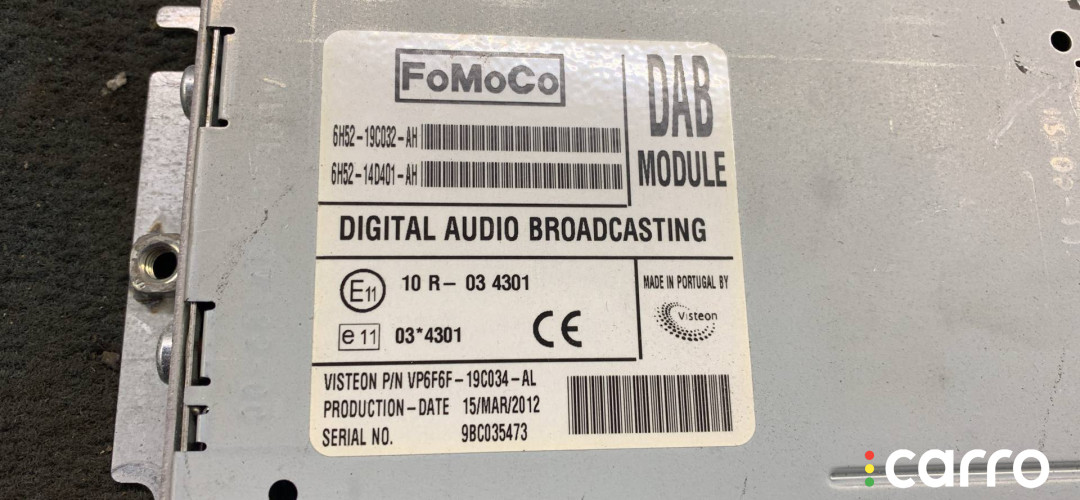 FoMoCo
DAB
MODULE
6H52-19C032-AH
6H52-14D401-AH
DIGITAL AUDIO BROADCASTING
E11 10 R-03 4301
e 11 03*4301 CE
MADE IN PORTUGAL BY
Visteon
VISTEON P/N VP6F6F-19C034-AL
PRODUCTION-DATE 15/MAR/2012
SERIAL NO. 9BC035473
carro